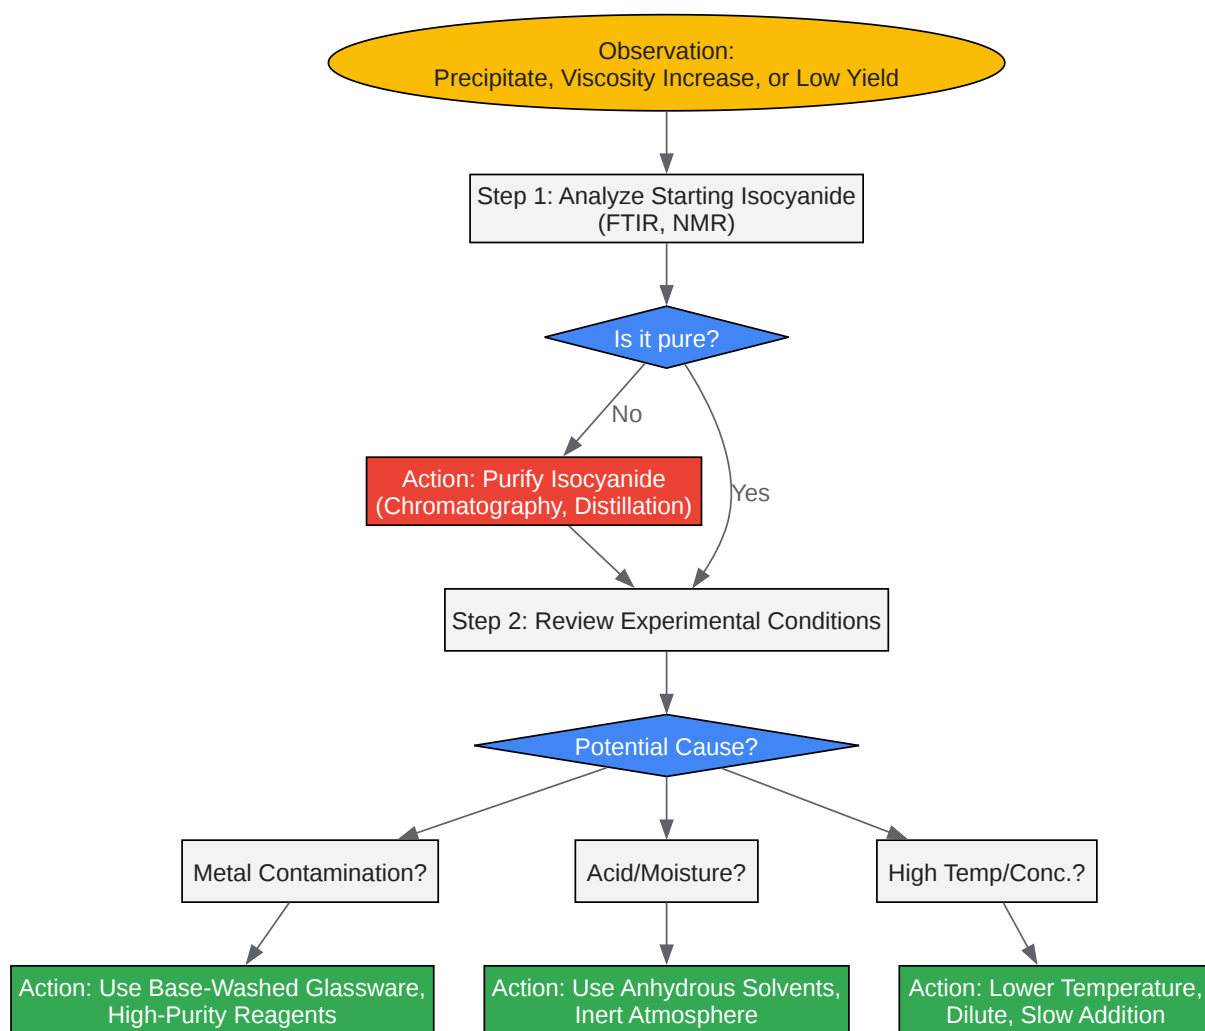 Observation:
Precipitate, Viscosity Increase, or Low Yield
Step 1: Analyze Starting Isocyanide
(FTIR, NMR)
Is it pure?
No
Action: Purify Isocyanide
(Chromatography, Distillation)
Yes
Step 2: Review Experimental Conditions
Potential Cause?
Metal Contamination?
Acid/Moisture?
High Temp/Conc.?
Action: Use Base-Washed Glassware,
High-Purity Reagents
Action: Use Anhydrous Solvents,
Inert Atmosphere
Action: Lower Temperature,
Dilute, Slow Addition